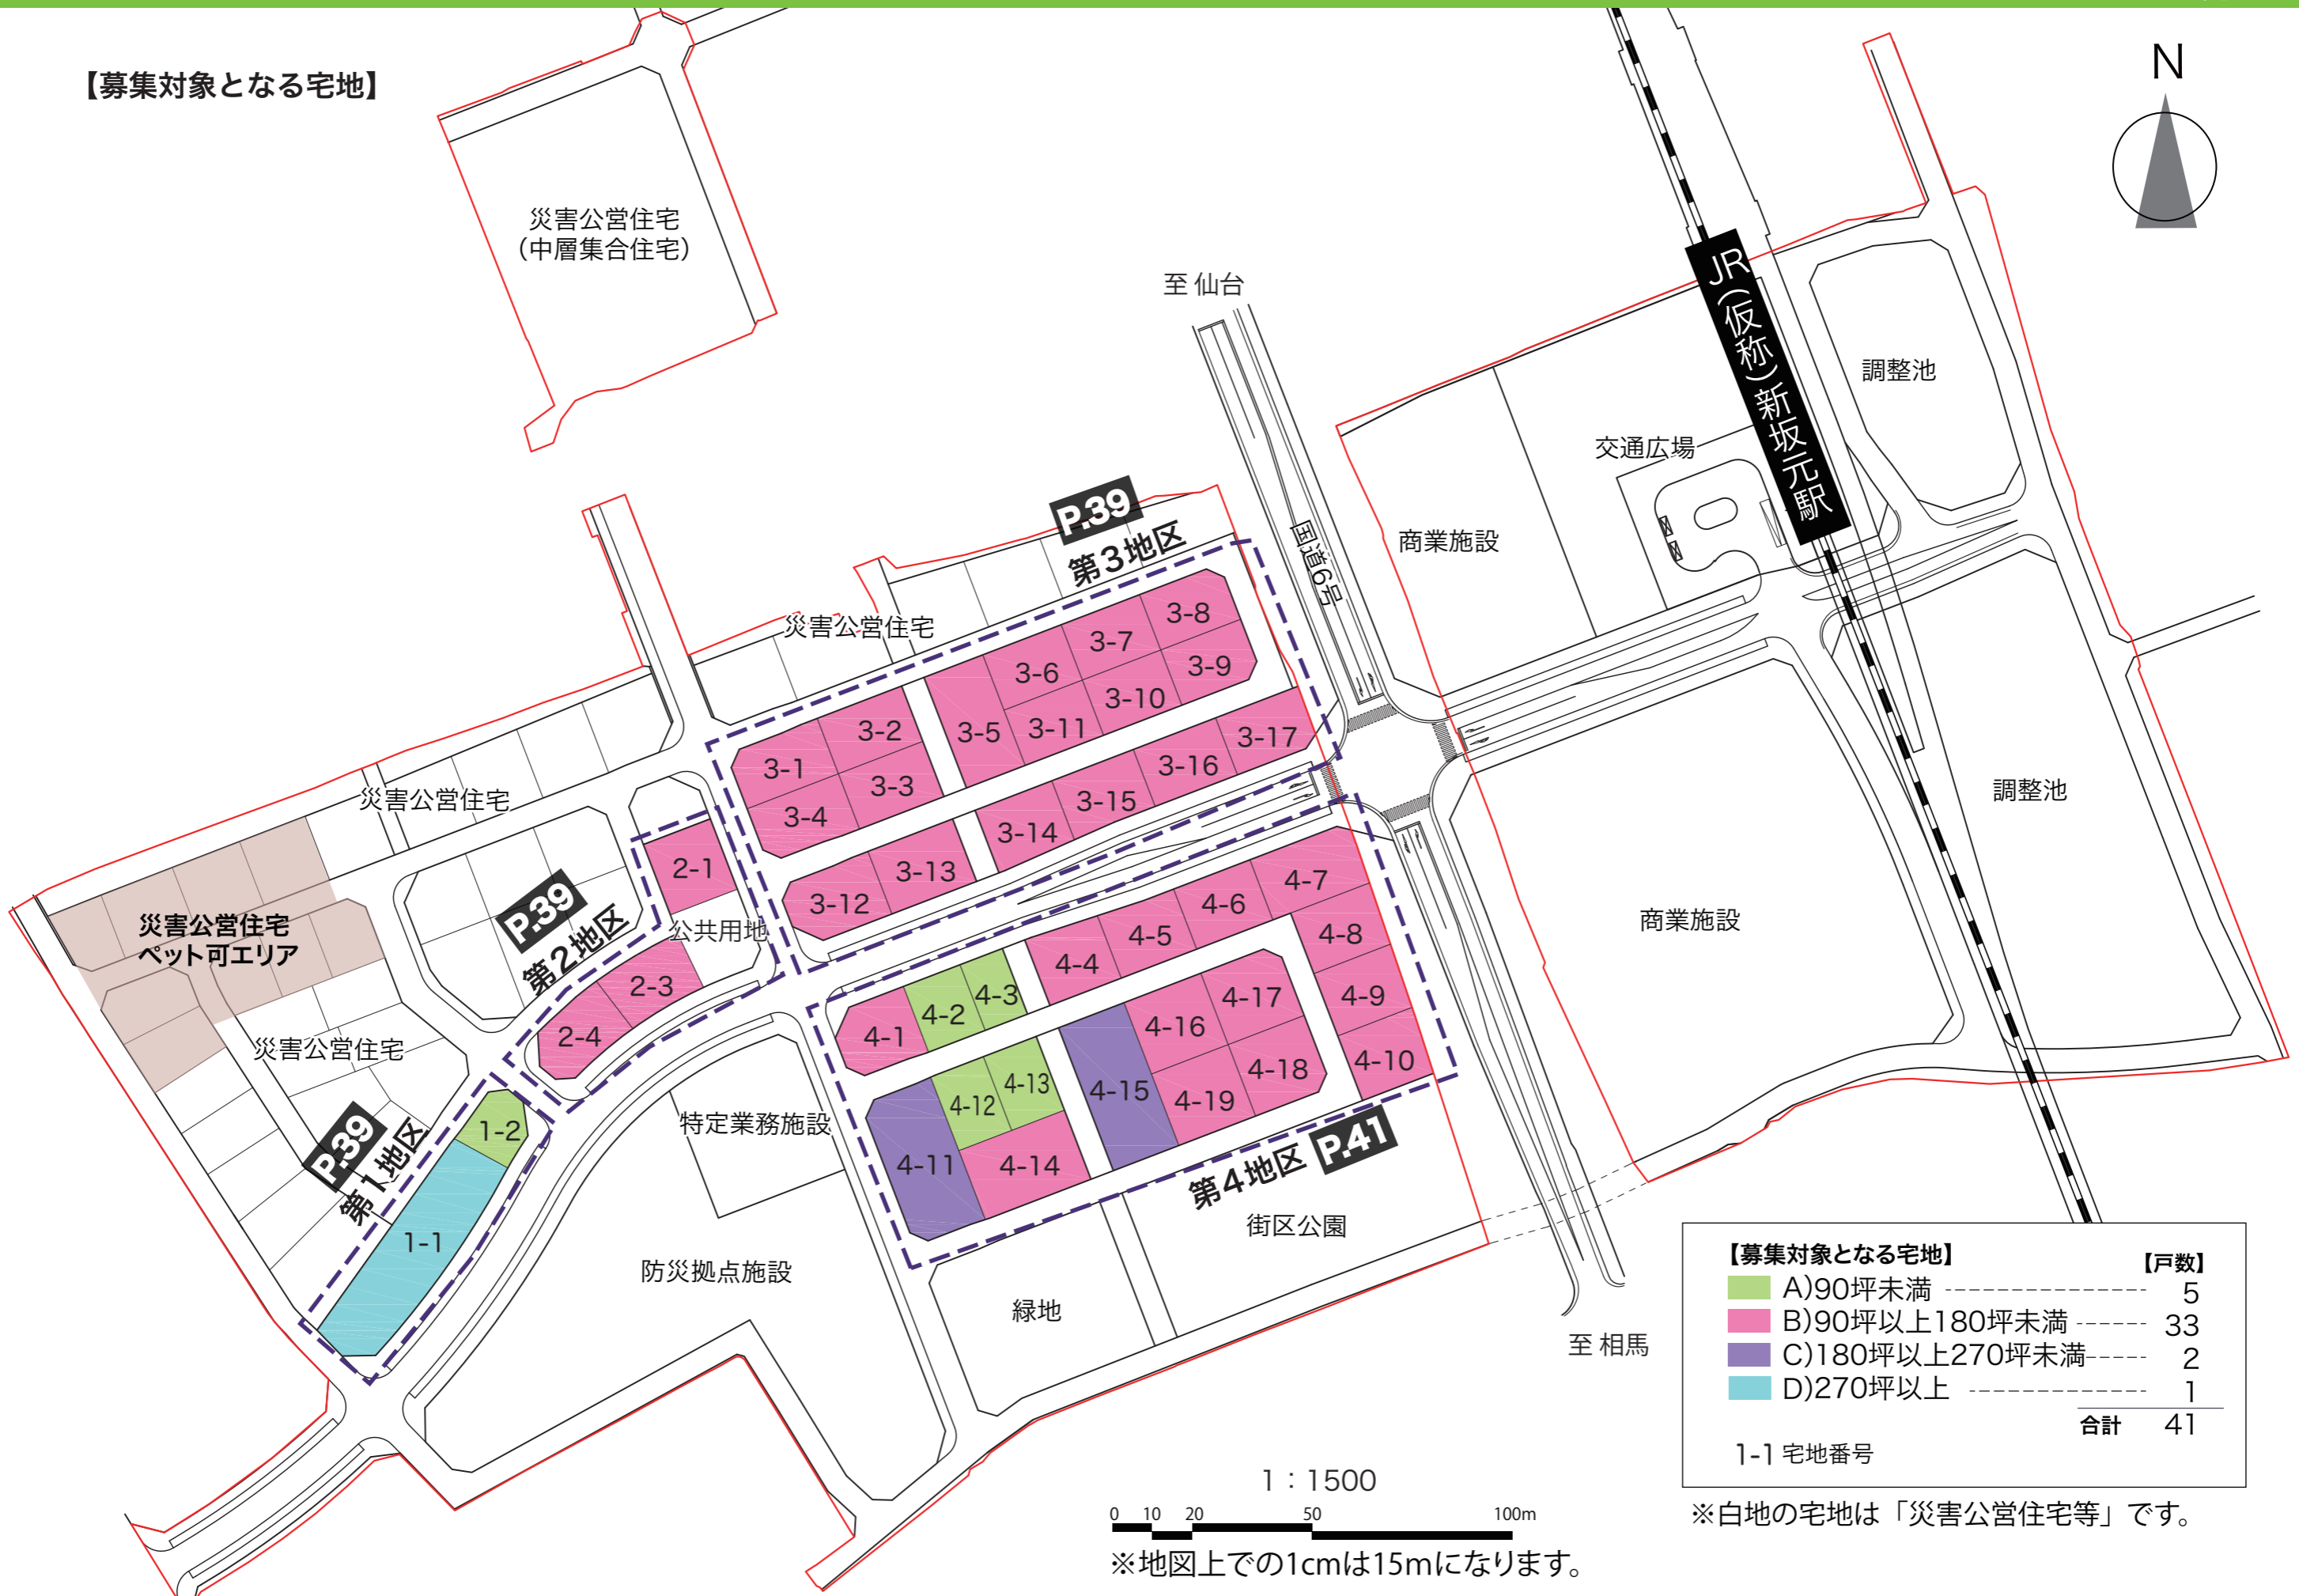 【募集対象となる宅地】
N
災害公営住宅
（中層集合住宅）
至 仙台
JR（仮称）新坂元駅
調整池
交通広場
商業施設
国道6号
P.39
第3地区
災害公営住宅
3-8
3-7
3-9
3-6
3-10
3-11
3-5
3-2
3-1
3-3
3-4
3-17
3-16
3-15
3-14
3-13
3-12
災害公営住宅
P.39
第2地区
2-1
公共用地
2-3
2-4
災害公営住宅
ペット可エリア
災害公営住宅
調整池
商業施設
4-7
4-6
4-5
4-4
4-8
4-3
4-2
4-1
4-9
4-10
4-17
4-16
4-18
4-19
4-15
4-13
4-12
4-11
4-14
第4地区
P.41
P.39
第1地区
1-2
1-1
特定業務施設
防災拠点施設
街区公園
緑地
至 相馬
【募集対象となる宅地】 【戸数】
A)90坪未満 5
B)90坪以上180坪未満 33
C)180坪以上270坪未満 2
D)270坪以上 1
合計 41
1-1 宅地番号
※白地の宅地は「災害公営住宅等」です。
1：1500
0 10 20 50 100m
※地図上での1cmは15mになります。